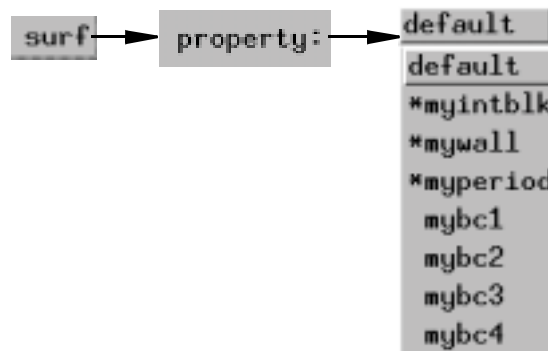 surf
property:
default
default
*myintblk
*mywall
*myperiod
mybc1
mybc2
mybc3
mybc4